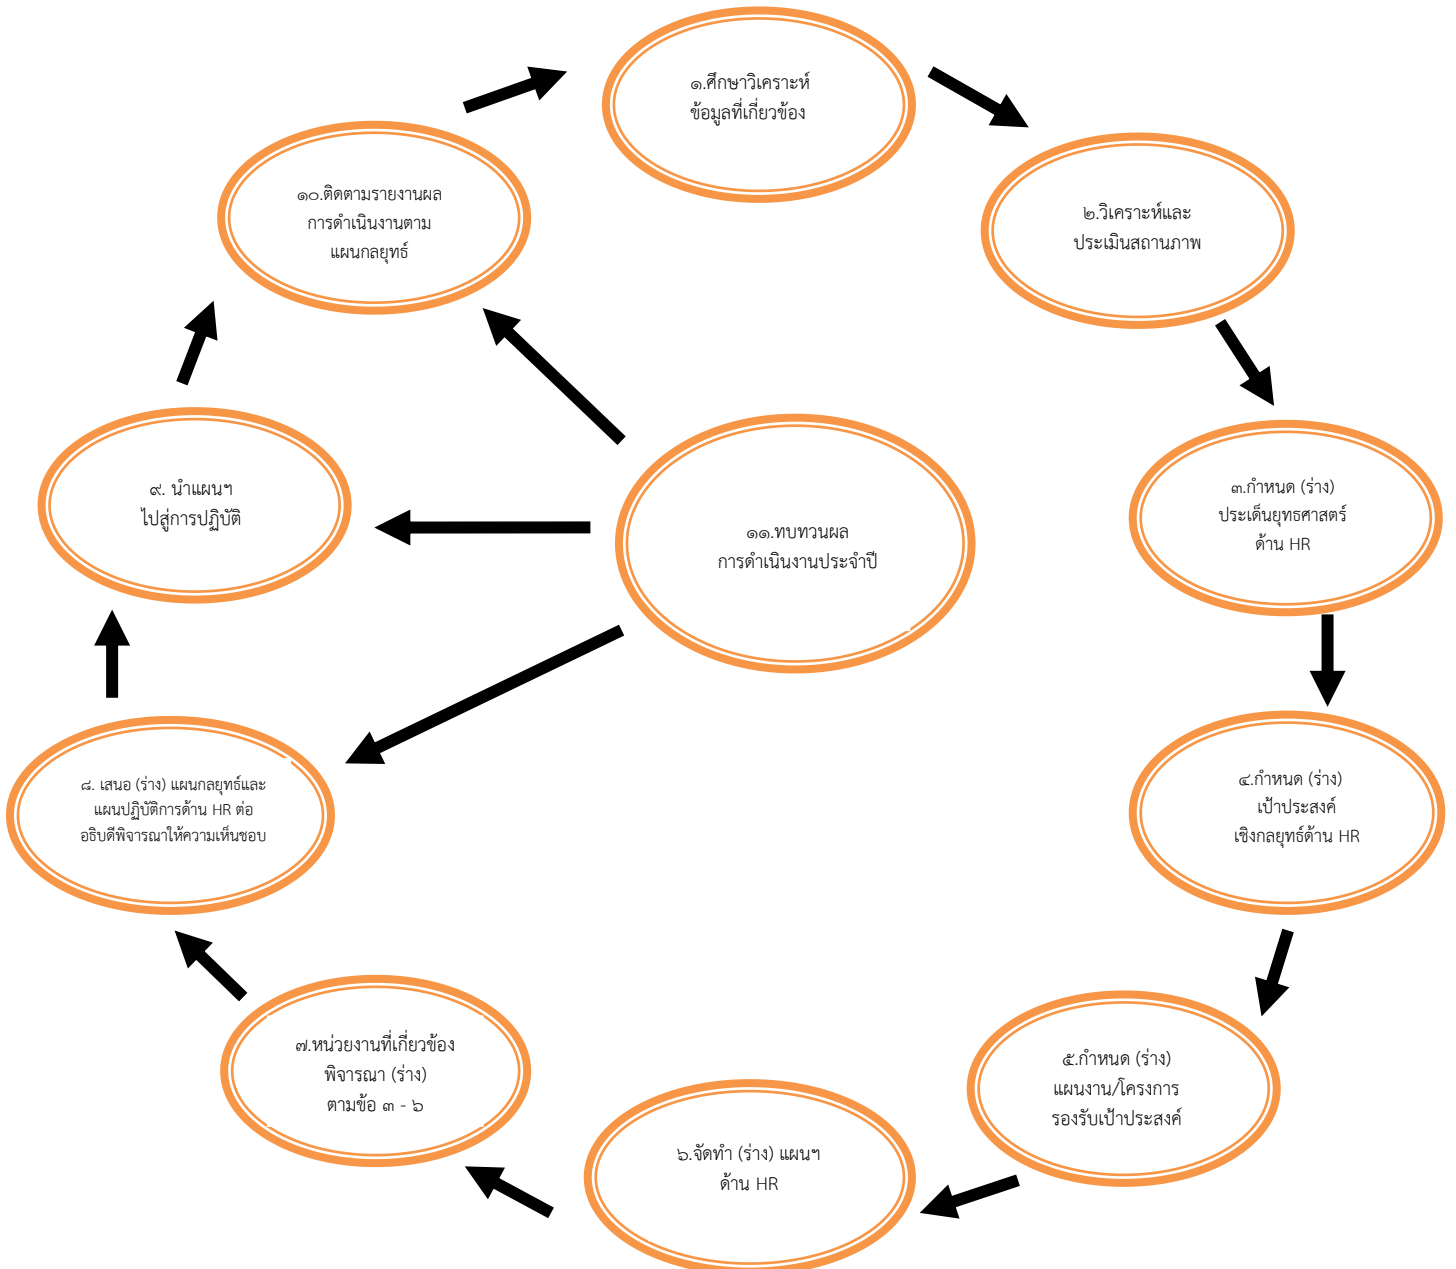 ๑.ศึกษาวิเคราะห์
ข้อมูลที่เกี่ยวข้อง
๒.วิเคราะห์และ
ประเมินสถานภาพ
๓.กำหนด (ร่าง)
ประเด็นยุทธศาสตร์
ด้าน HR
๔.กำหนด (ร่าง)
เป้าประสงค์
เชิงกลยุทธ์ด้าน HR
๕.กำหนด (ร่าง)
แผนงาน/โครงการ
รองรับเป้าประสงค์
๖.จัดทำ (ร่าง) แผนฯ
ด้าน HR
๗.หน่วยงานที่เกี่ยวข้อง
พิจารณา (ร่าง)
ตามข้อ ๓ - ๖
๘. เสนอ (ร่าง) แผนกลยุทธ์และ
แผนปฏิบัติการด้าน HR ต่อ
อธิบดีพิจารณาให้ความเห็นชอบ
๙. นำแผนฯ
ไปสู่การปฏิบัติ
๑๐.ติดตามรายงานผล
การดำเนินงานตาม
แผนกลยุทธ์
๑๑.ทบทวนผล
การดำเนินงานประจำปี